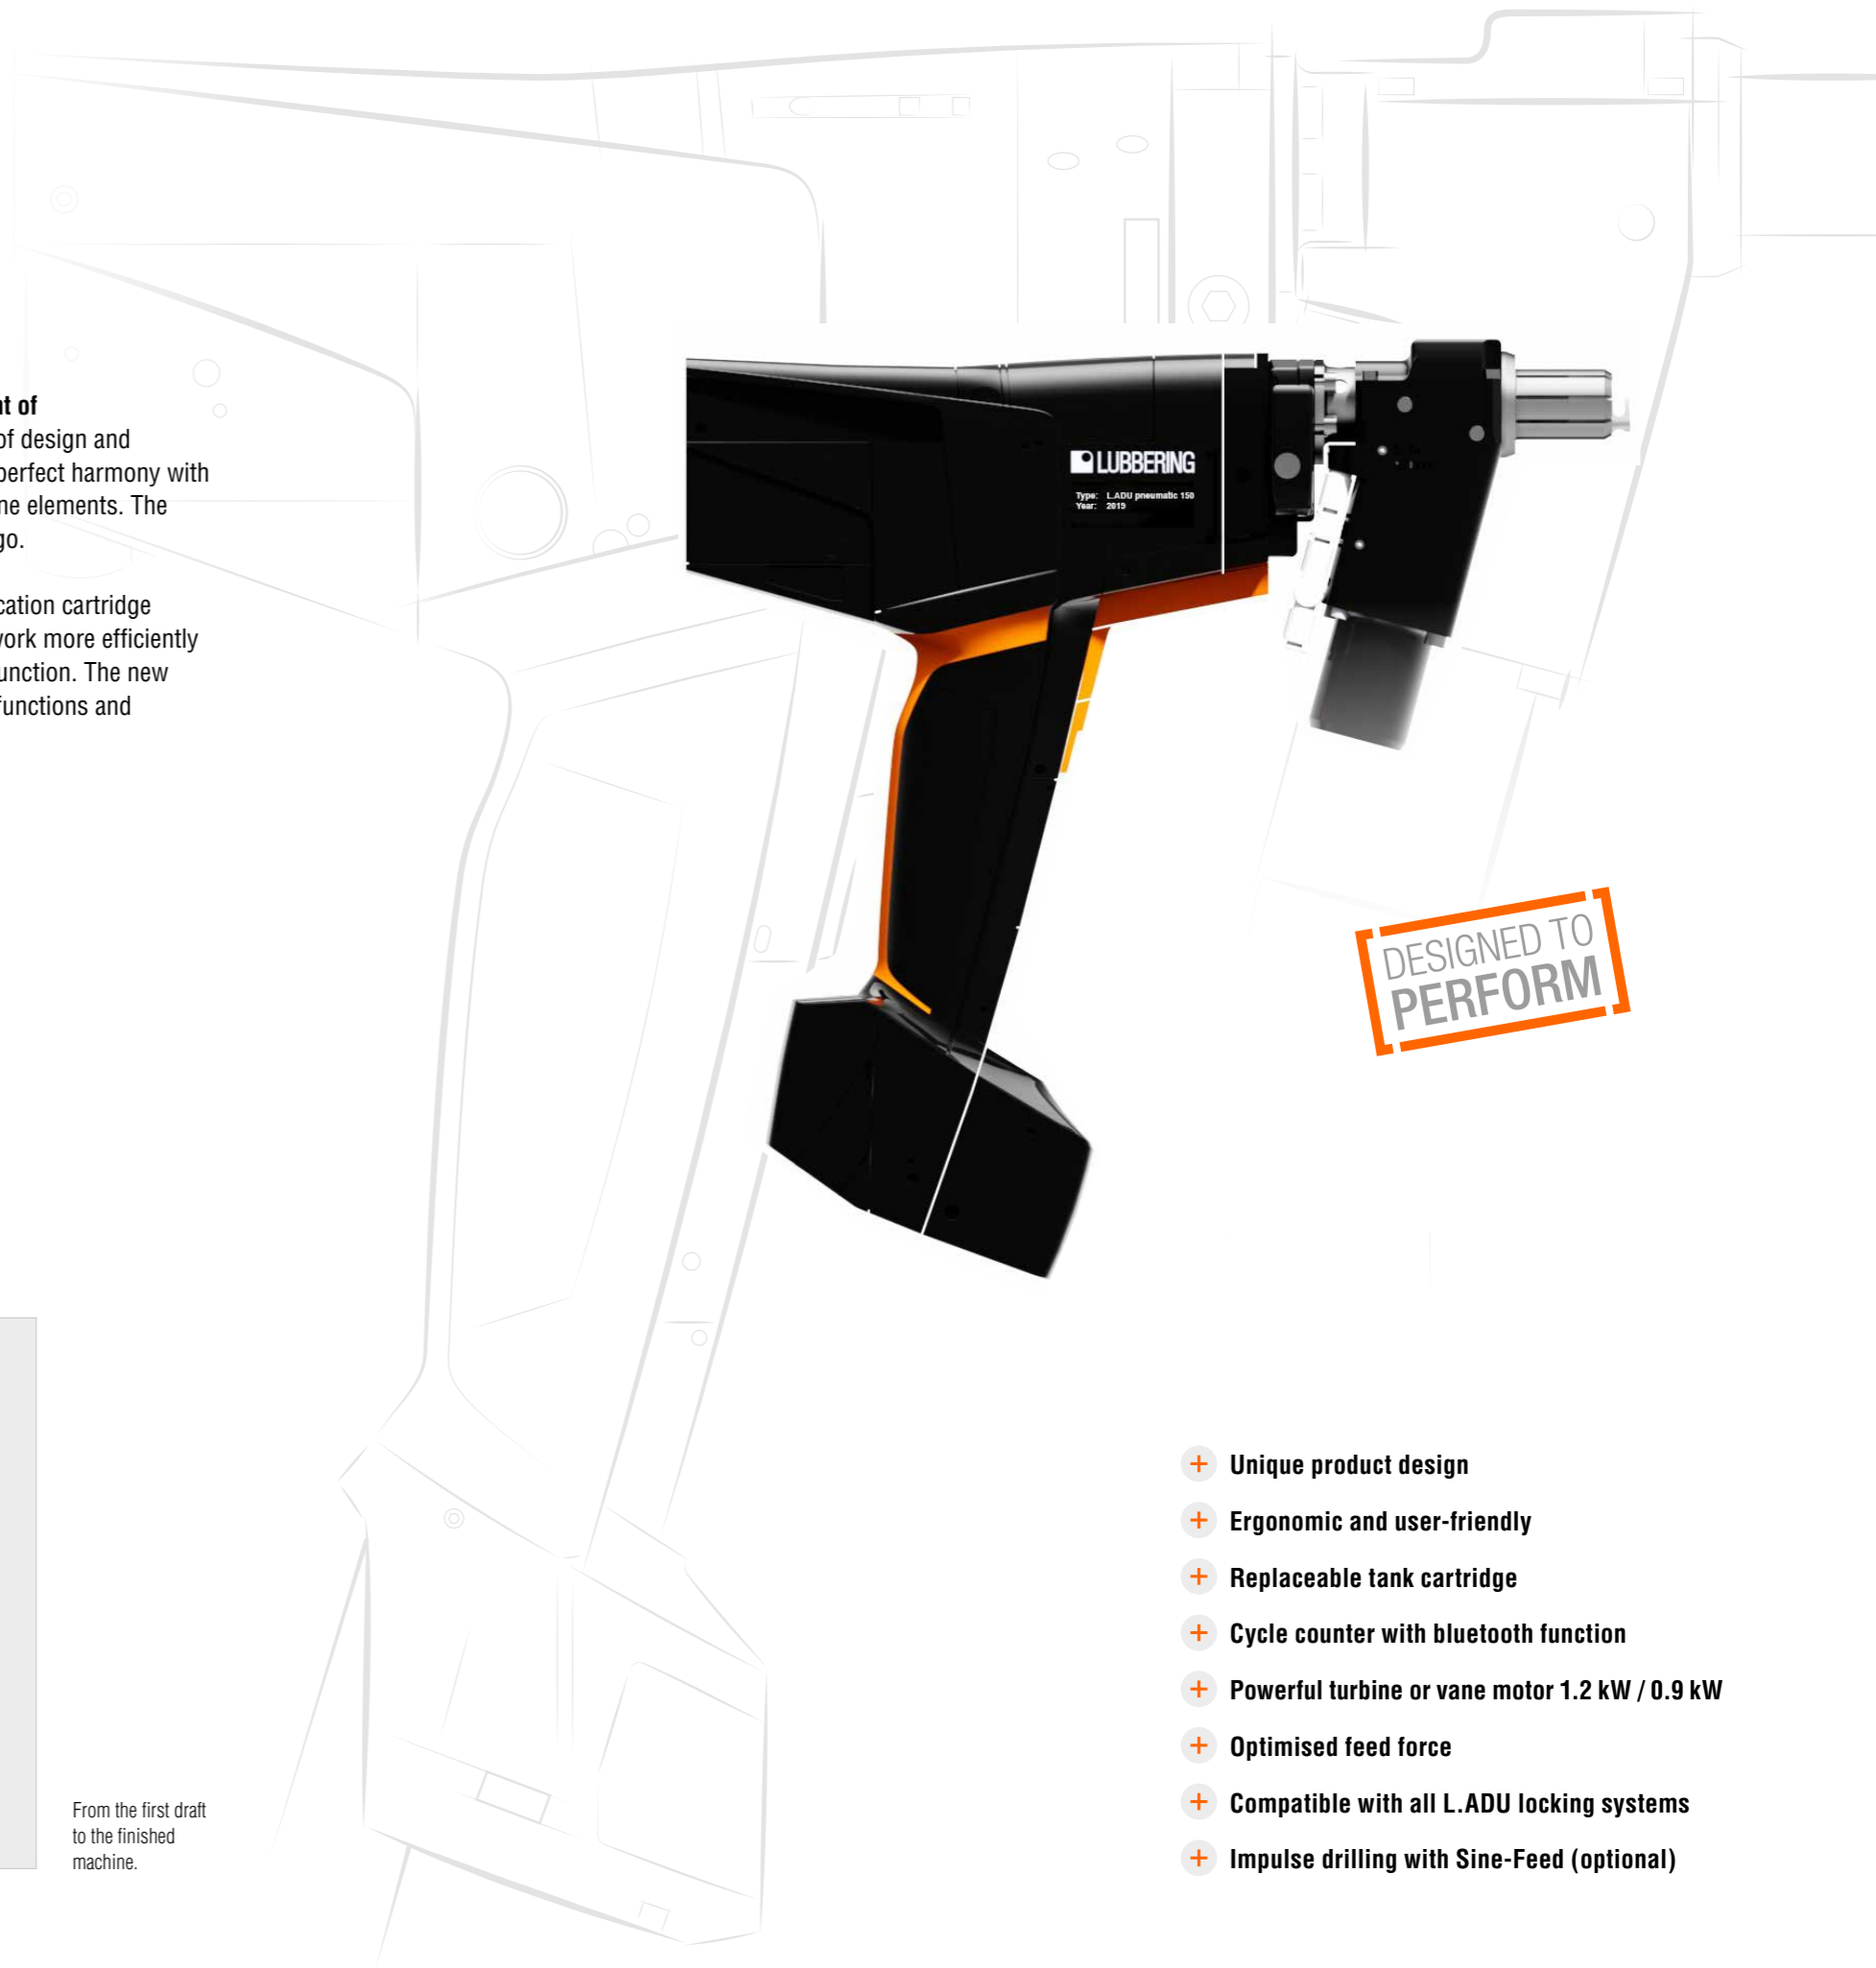 nt of
of design and
perfect harmony with
ne elements. The
go.
cation cartridge
work more efficiently
unction. The new
functions and
LÜBBERING
Type: L.ADU pneumatic 150
Year: 2019
DESIGNED TO
PERFORM
Unique product design
Ergonomic and user-friendly
Replaceable tank cartridge
Cycle counter with bluetooth function
Powerful turbine or vane motor 1.2 kW / 0.9 kW
Optimised feed force
Compatible with all L.ADU locking systems
Impulse drilling with Sine-Feed (optional)
From the first draft
to the finished
machine.